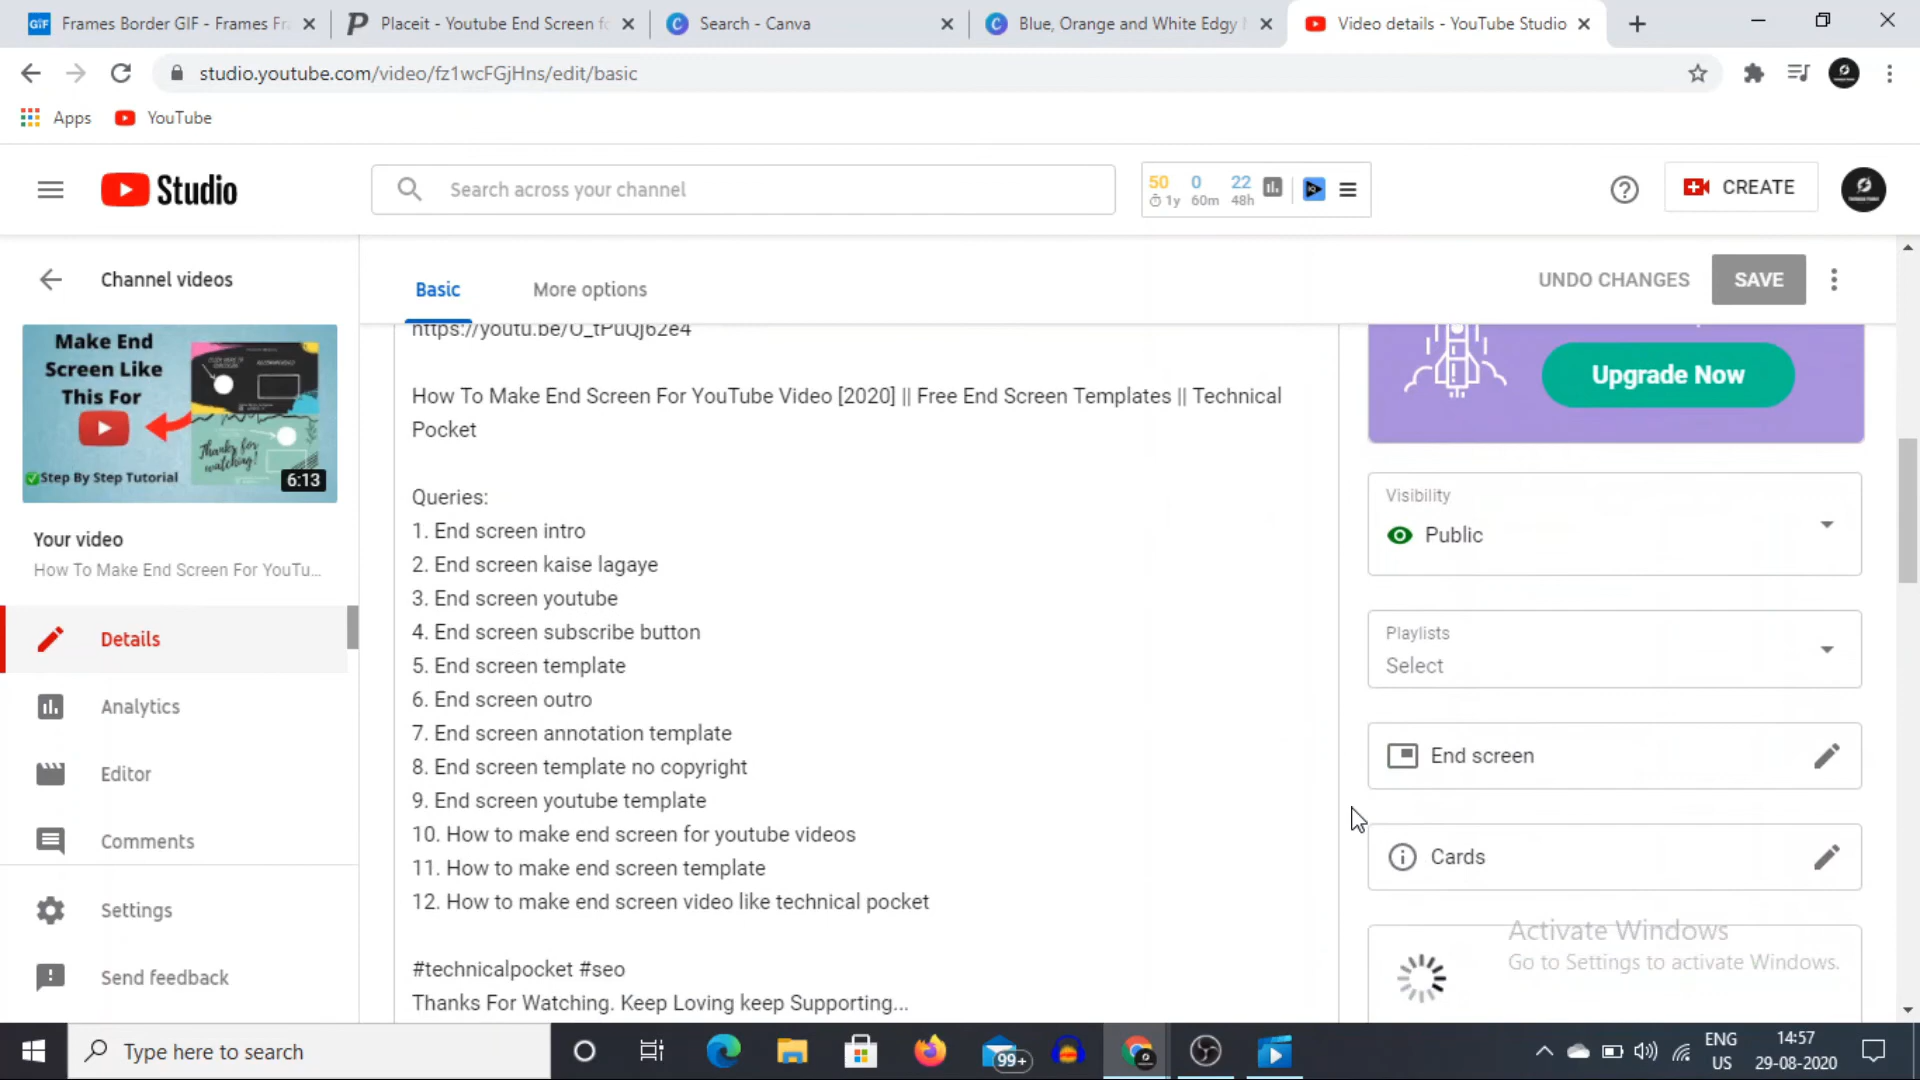 GIF Frames Border GIF - Frames Fr
Placeit - Youtube End Screen fo
Search - Canva
Blue, Orange and White Edgy
Video details - YouTube Studio
studio.youtube.com/video/fz1wcFGjHns/edit/basic
Apps
YouTube
Studio
Search across your channel
50 0 22
1y 60m 48h
CREATE
Channel videos
Basic
More options
UNDO CHANGES
SAVE
Make End
Screen Like
This For
Thanks for
watching!
Step By Step Tutorial
6:13
Your video
How To Make End Screen For YouTu...
Details
Analytics
Editor
Comments
Settings
Send feedback
https://youtu.be/O_tPuQj62e4
How To Make End Screen For YouTube Video [2020] || Free End Screen Templates || Technical
Pocket
Queries:
1. End screen intro
2. End screen kaise lagaye
3. End screen youtube
4. End screen subscribe button
5. End screen template
6. End screen outro
7. End screen annotation template
8. End screen template no copyright
9. End screen youtube template
10. How to make end screen for youtube videos
11. How to make end screen template
12. How to make end screen video like technical pocket
#technicalpocket #seo
Thanks For Watching. Keep Loving keep Supporting...
Upgrade Now
Visibility
Public
Playlists
Select
End screen
Cards
Activate Windows
Go to Settings to activate Windows.
Type here to search
99+
ENG
US
14:57
29-08-2020